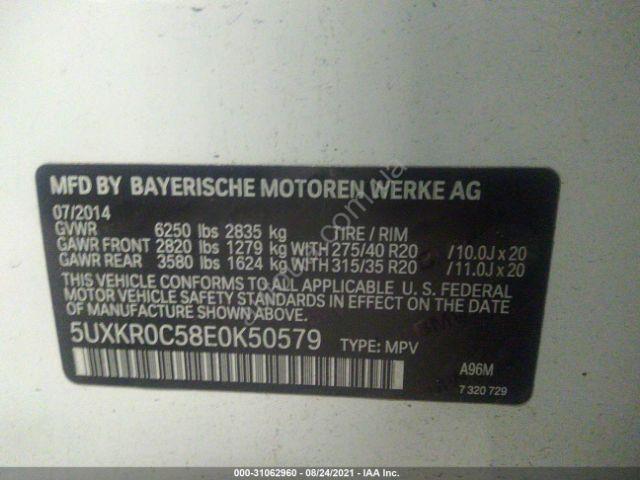 MFD BY BAYERISCHE MOTOREN WERKE AG
07/2014
GVWR 6250 lbs 2835 kg TIRE / RIM
GAWR FRONT 2820 lbs 1279 kg WITH 275/40 R20 /10.0J x 20
GAWR REAR 3580 lbs 1624 kg WITH 315/35 R20 /11.0J x 20
THIS VEHICLE CONFORMS TO ALL APPLICABLE U. S. FEDERAL
MOTOR VEHICLE SAFETY STANDARDS IN EFFECT ON THE DATE
OF MANUFACTURE SHOWN ABOVE.
5UXKR0C58E0K50579 TYPE: MPV
A96M
7 320 729
000-31062960 - 08/24/2021 - IAA Inc.